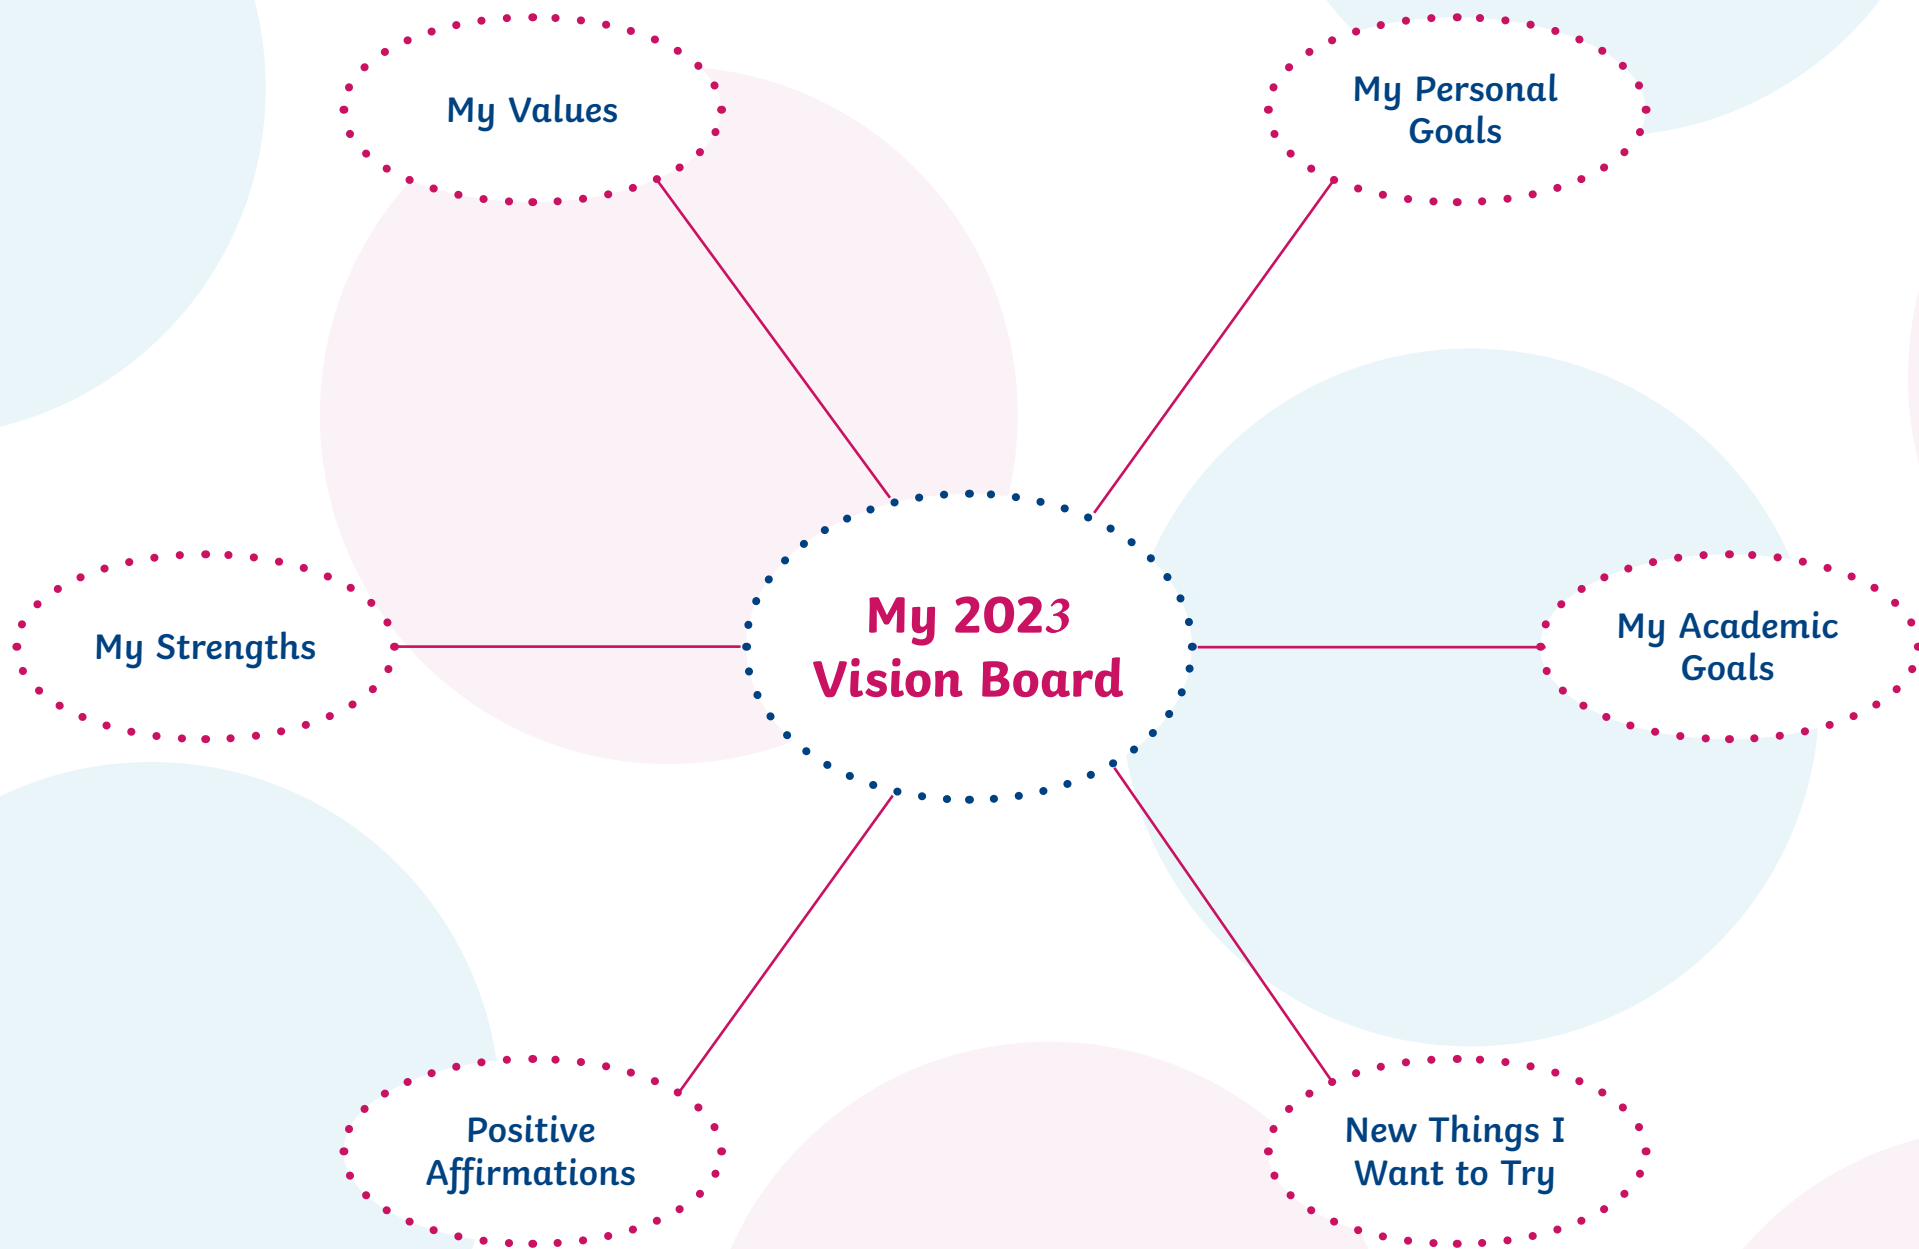 My Values
My Personal
Goals
My 2023
Vision Board
My Strengths
My Academic
Goals
Positive
Affirmations
New Things I
Want to Try